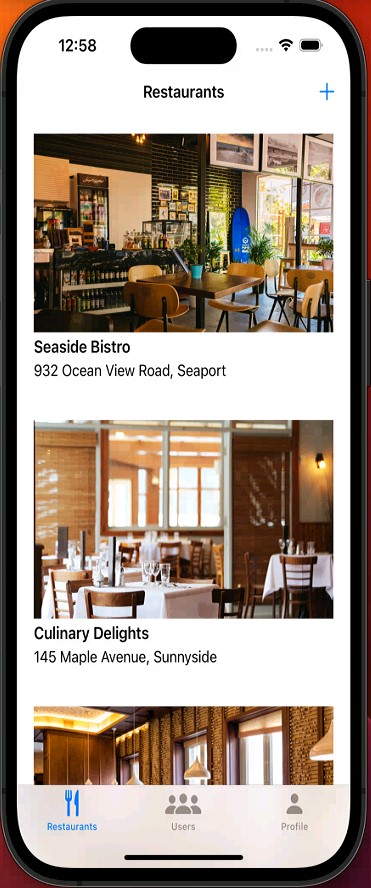 12:58
Restaurants
Seaside Bistro
932 Ocean View Road, Seaport
Culinary Delights
145 Maple Avenue, Sunnyside
Restaurants
Users
Profile